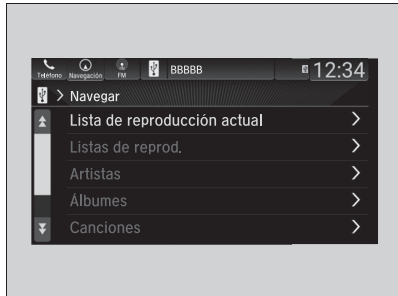 Teléfono Navegación FM BBBBB 12:34
Navegar
Lista de reproducción actual
Listas de reprod.
Artistas
Álbumes
Canciones